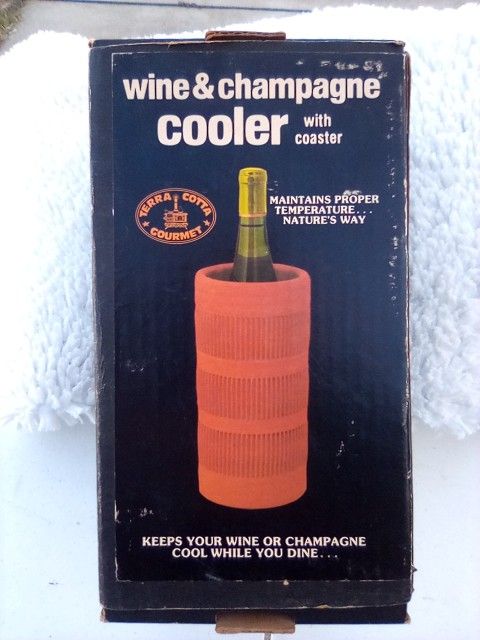 wine & champagne
cooler with
coaster
TERRA COTTA
GOURMET
MAINTAINS PROPER
TEMPERATURE...
NATURE'S WAY
KEEPS YOUR WINE OR CHAMPAGNE
COOL WHILE YOU DINE...